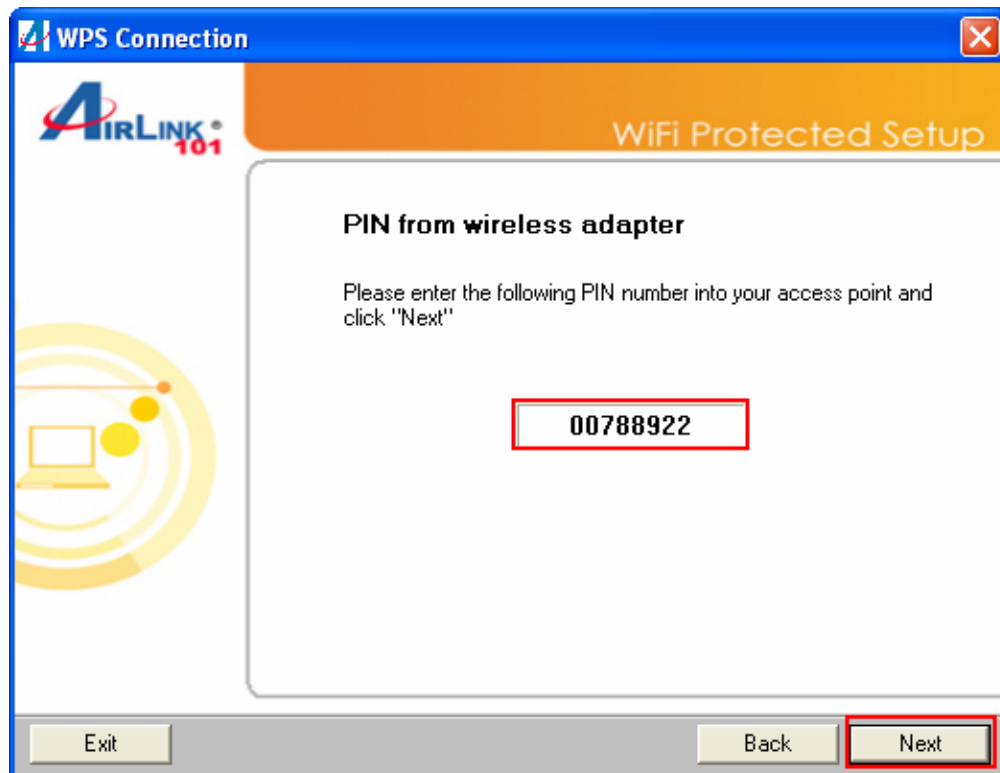 WPS Connection
AIRLINK ®
101
WiFi Protected Setup
PIN from wireless adapter
Please enter the following PIN number into your access point and
click "Next"
00788922
Exit
Back
Next